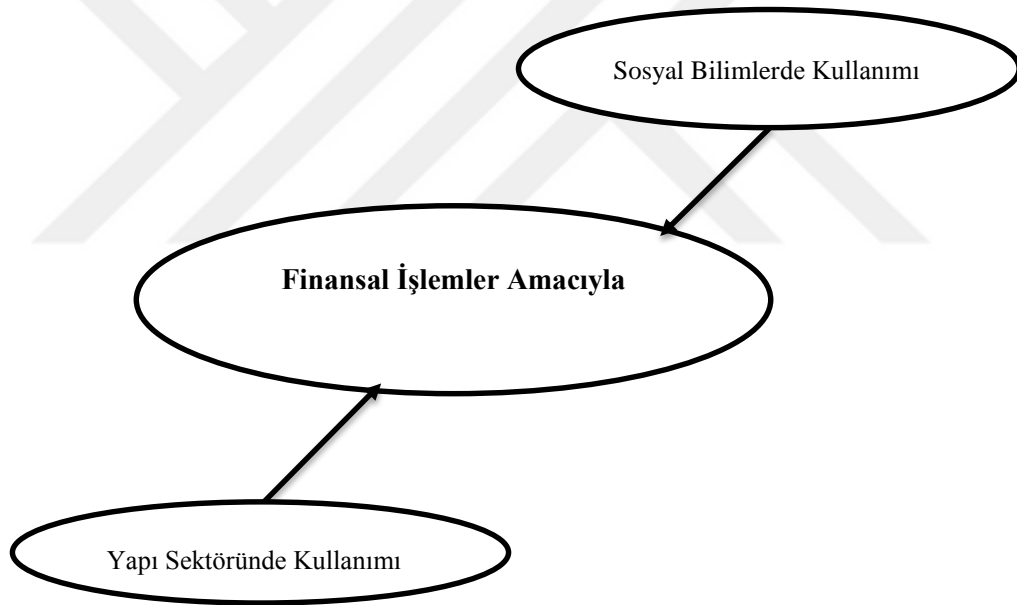 Sosyal Bilimlerde Kullanımı
Finansal İşlemler Amacıyla
Yapı Sektöründe Kullanımı